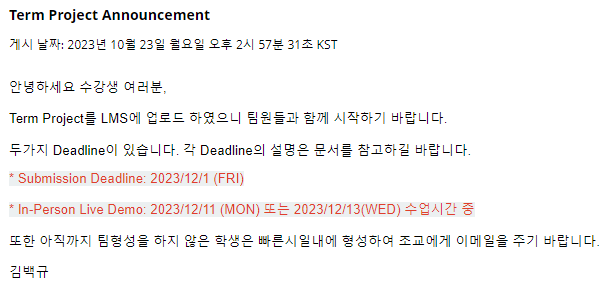 Term Project Announcement
게시 날짜: 2023년 10월 23일 월요일 오후 2시 57분 31초 KST
안녕하세요 수강생 여러분,
Term Project를 LMS에 업로드 하였으니 팀원들과 함께 시작하기 바랍니다.
두가지 Deadline이 있습니다. 각 Deadline의 설명은 문서를 참고하길 바랍니다.
* Submission Deadline: 2023/12/1 (FRI)
* In-Person Live Demo: 2023/12/11 (MON) 또는 2023/12/13(WED) 수업시간 중
또한 아직까지 팀형성을 하지 않은 학생은 빠른시일내에 형성하여 조교에게 이메일을 주기 바랍니다.
김백규